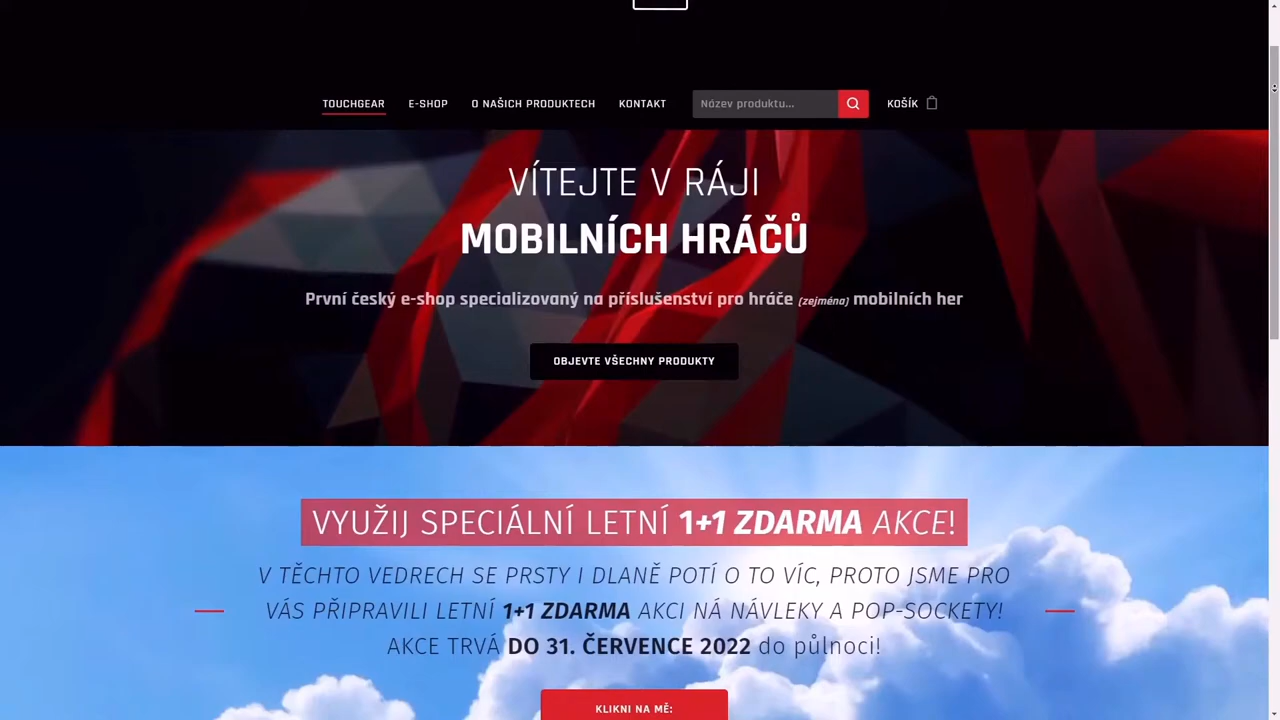 TOUCHGEAR E-SHOP O NAŠICH PRODUKTECH KONTAKT Název produktu... KOŠÍK
VÍTEJTE V RÁJI
MOBILNÍCH HRÁČŮ
První český e-shop specializovaný na příslušenství pro hráče (zejména) mobilních her
OBJEVTE VŠECHNY PRODUKTY
VYUŽIJ SPECIÁLNÍ LETNÍ 1+1 ZDARMA AKCE!
V TĚCHTO VEDRECH SE PRSTY I DLANĚ POTÍ O TO VÍC, PROTO JSME PRO
VÁS PŘIPRAVILI LETNÍ 1+1 ZDARMA AKCI NÁ NÁVLEKY A POP-SOCKETY!
AKCE TRVÁ DO 31. ČERVENCE 2022 do půlnoci!
KLIKNI NA MĚ: